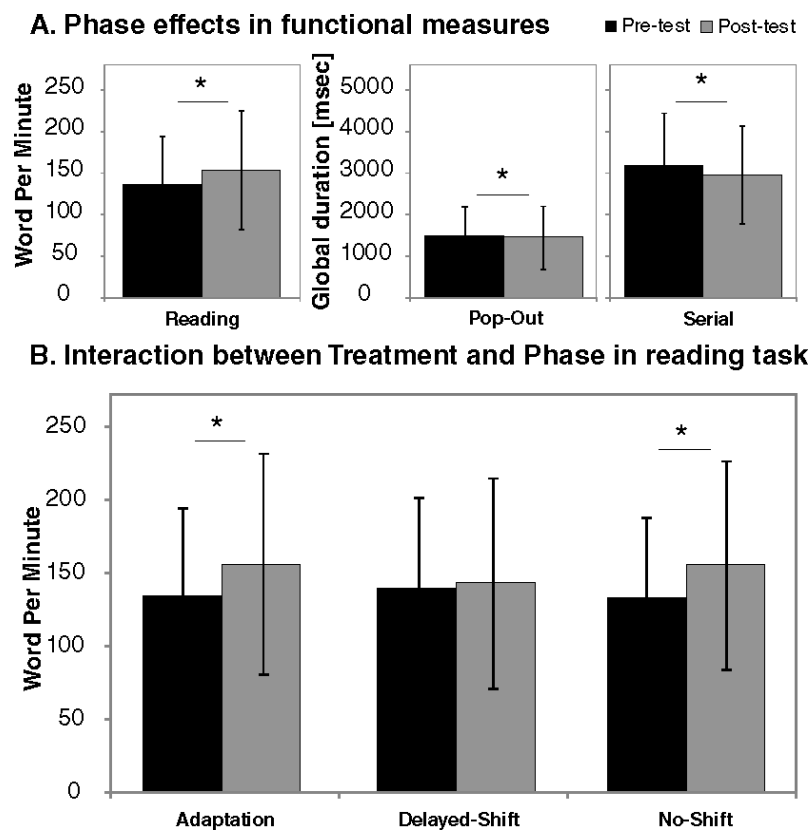 A. Phase effects in functional measures
Pre-test Post-test
Word Per Minute
250
200
150
100
50
0
*
Reading
Global duration [msec]
5000
4000
3000
2000
1000
0
*
Pop-Out
*
Serial
B. Interaction between Treatment and Phase in reading task
Word Per Minute
250
200
150
100
50
0
*
*
Adaptation Delayed-Shift No-Shift